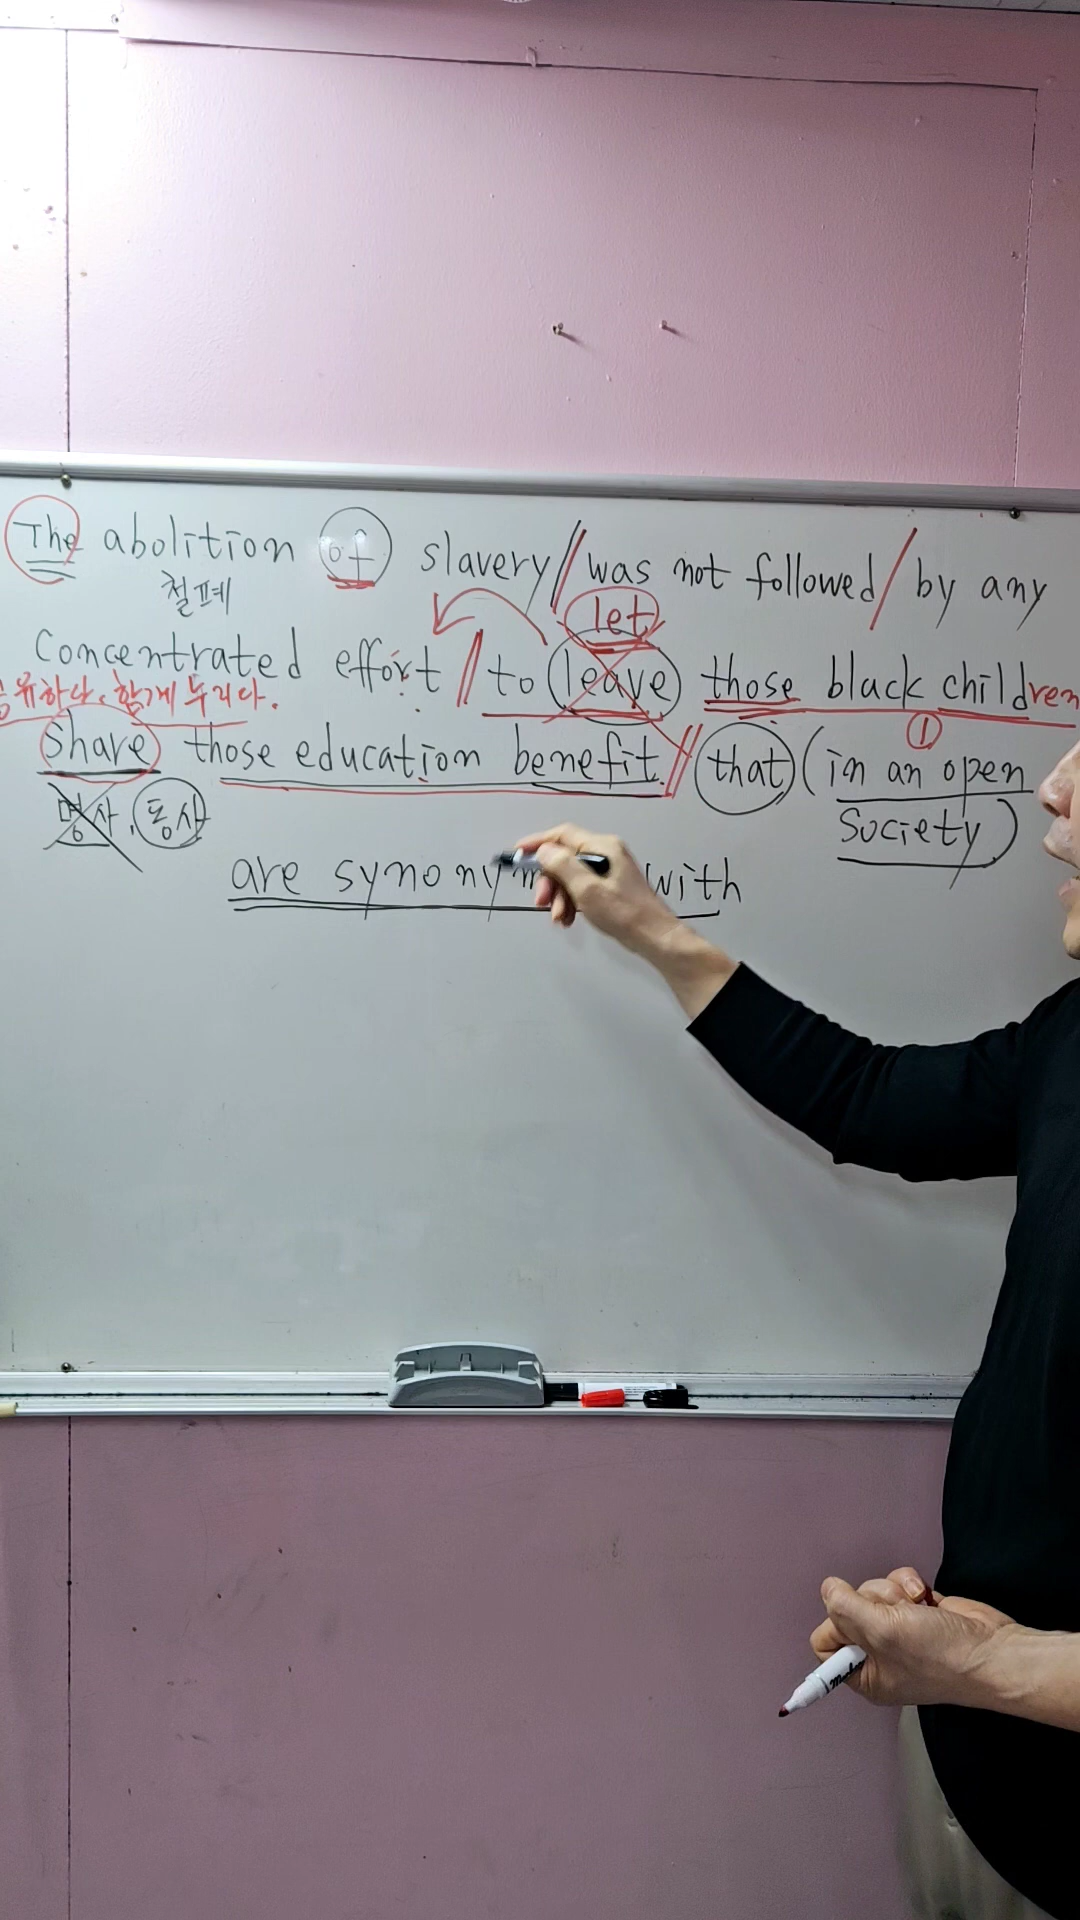 The abolition of slavery // was not followed / by any
철폐
let
Concentrated effort // to leave those black children
유하다, 함께 누리다.
①
share those education benefit. // that (in an open
society)
명사, 동사
are with